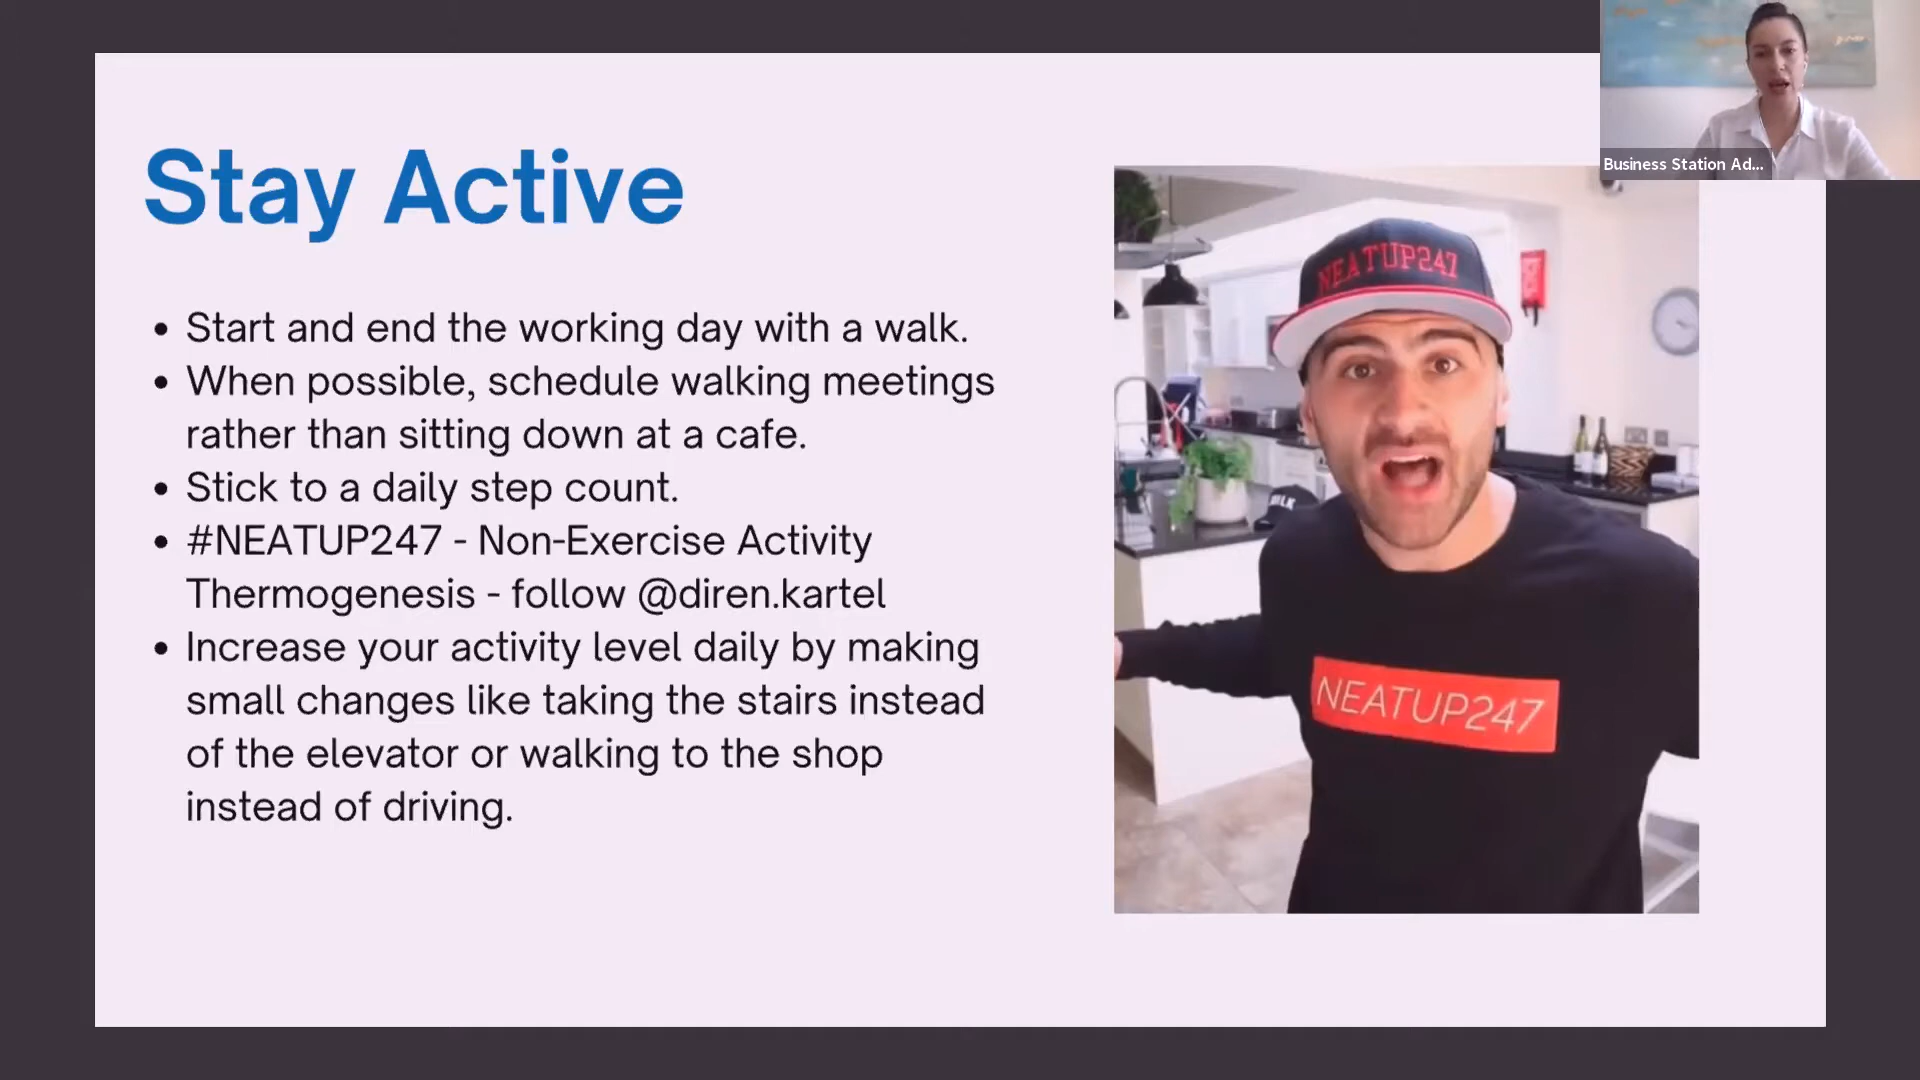 Business Station Ad...
Stay Active
• Start and end the working day with a walk.
• When possible, schedule walking meetings
rather than sitting down at a cafe.
• Stick to a daily step count.
• #NEATUP247 - Non-Exercise Activity
Thermogenesis - follow @diren.kartel
• Increase your activity level daily by making
small changes like taking the stairs instead
of the elevator or walking to the shop
instead of driving.
NEATUP247
NEATUP247